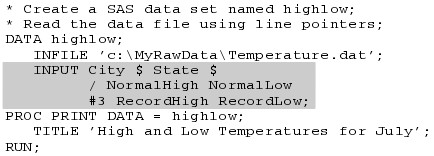 * Create a SAS data set named highlow;
* Read the data file using line pointers;
DATA highlow;
   INFILE 'c:\MyRawData\Temperature.dat';
   INPUT City $ State $
         / NormalHigh NormalLow
         #3 RecordHigh RecordLow;
PROC PRINT DATA = highlow;
   TITLE 'High and Low Temperatures for July';
RUN;